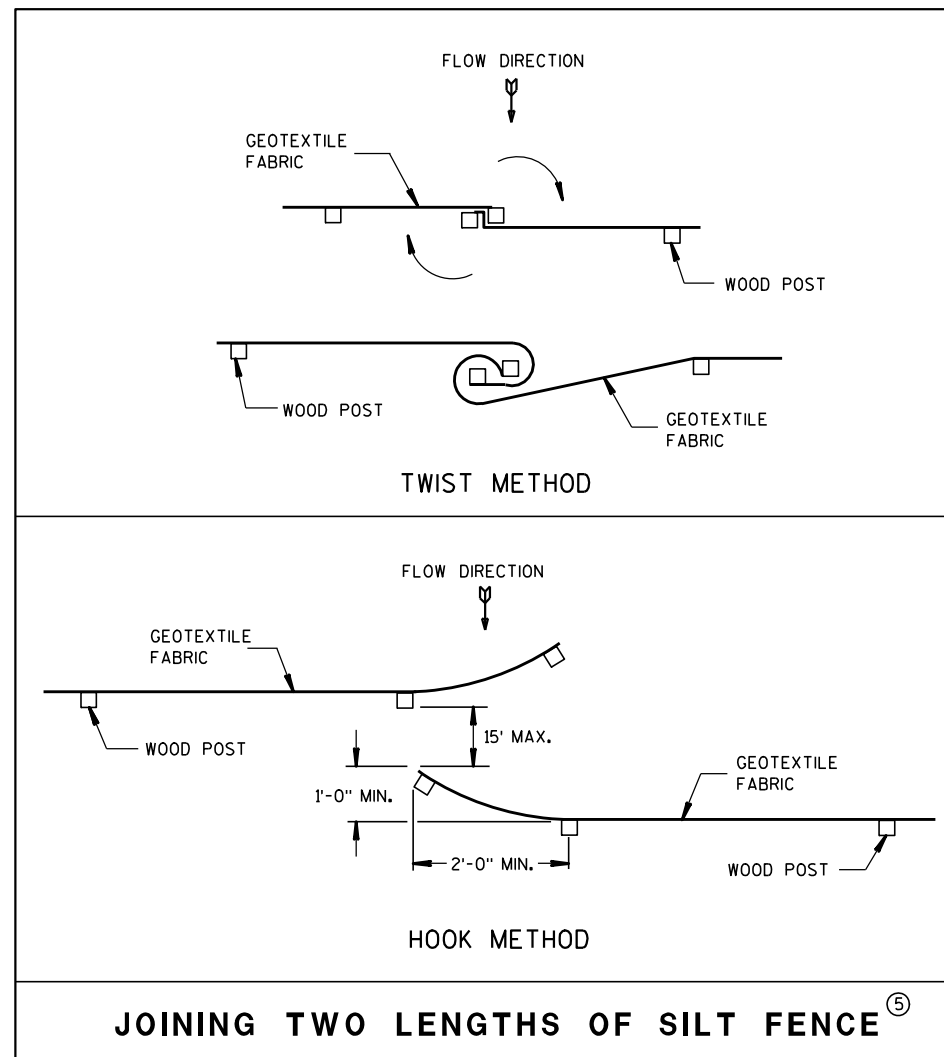 FLOW DIRECTION
GEOTEXTILE
FABRIC
WOOD POST
WOOD POST
GEOTEXTILE
FABRIC
TWIST METHOD
FLOW DIRECTION
GEOTEXTILE
FABRIC
WOOD POST
15' MAX.
1'-0" MIN.
GEOTEXTILE
FABRIC
2'-0" MIN.
WOOD POST
HOOK METHOD
JOINING TWO LENGTHS OF SILT FENCE ⑤